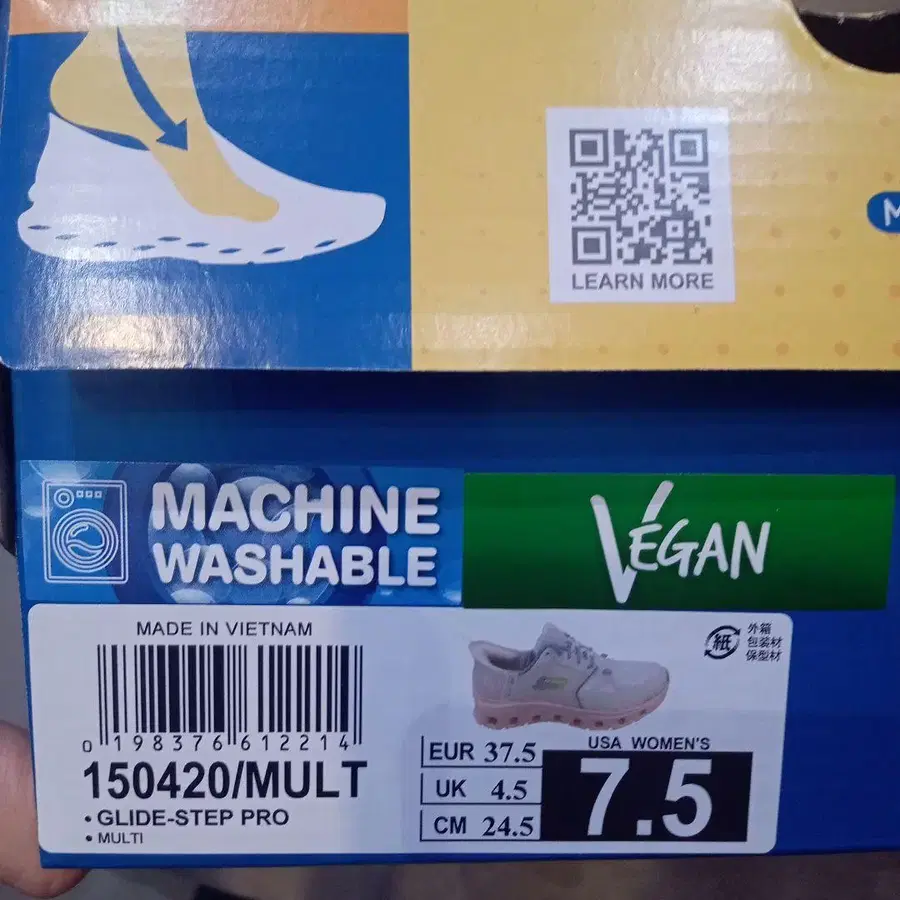 LEARN MORE
M
MACHINE
WASHABLE
VEGAN
MADE IN VIETNAM
0 198376 612214
150420/MULT
• GLIDE-STEP PRO
• MULTI
紙
外箱
包装材
保型材
EUR 37.5
UK 4.5
CM 24.5
USA WOMEN'S
7.5